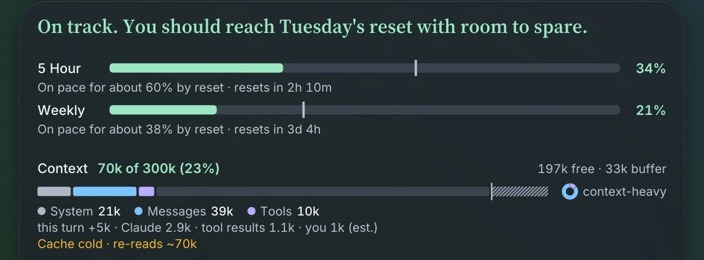 On track. You should reach Tuesday's reset with room to spare.
5 Hour 34%
On pace for about 60% by reset · resets in 2h 10m
Weekly 21%
On pace for about 38% by reset · resets in 3d 4h
Context 70k of 300k (23%) 197k free · 33k buffer
context-heavy
System 21k Messages 39k Tools 10k
this turn +5k · Claude 2.9k · tool results 1.1k · you 1k (est.)
Cache cold · re-reads ~70k